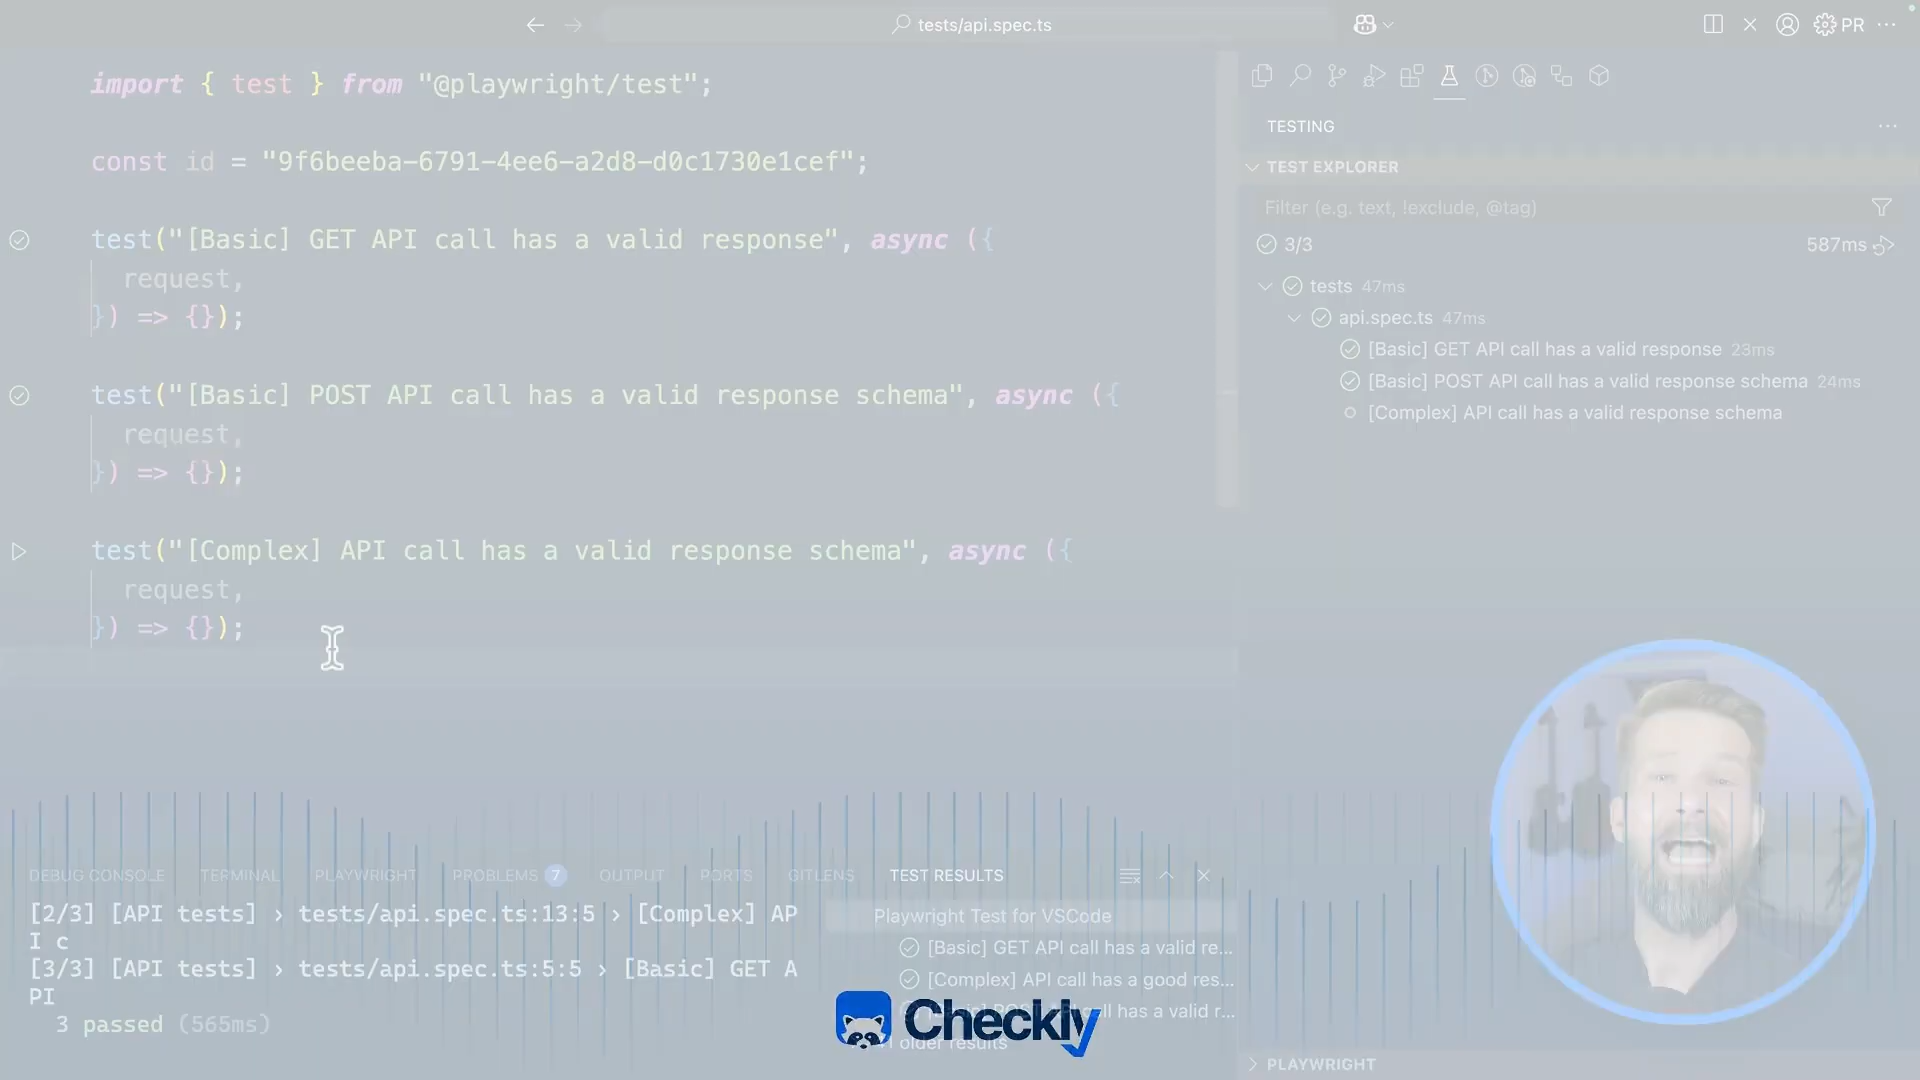 tests/api.spec.ts
PR
import { test } from "@playwright/test";
const id = "9f6beeba-6791-4ee6-a2d8-d0c1730e1cef";
test("[Basic] GET API call has a valid response", async ({
request,
}) => {});
test("[Basic] POST API call has a valid response schema", async ({
request,
}) => {});
test("[Complex] API call has a valid response schema", async ({
request,
}) => {});
TESTING
TEST EXPLORER
Filter (e.g. text, !exclude, @tag)
3/3
587ms
tests 47ms
api.spec.ts 47ms
[Basic] GET API call has a valid response 23ms
[Basic] POST API call has a valid response schema 24ms
[Complex] API call has a valid response schema
DEBUG CONSOLE
TERMINAL
PLAYWRIGHT
PROBLEMS 7
OUTPUT
PORTS
GITLENS
TEST RESULTS
[2/3] [API tests] › tests/api.spec.ts:13:5 › [Complex] AP
I c
[3/3] [API tests] › tests/api.spec.ts:5:5 › [Basic] GET A
PI
3 passed (565ms)
Playwright Test for VSCode
[Basic] GET API call has a valid re...
[Complex] API call has a good res...
[Basic] POST API call has a valid r...
older results
Checkly
PLAYWRIGHT